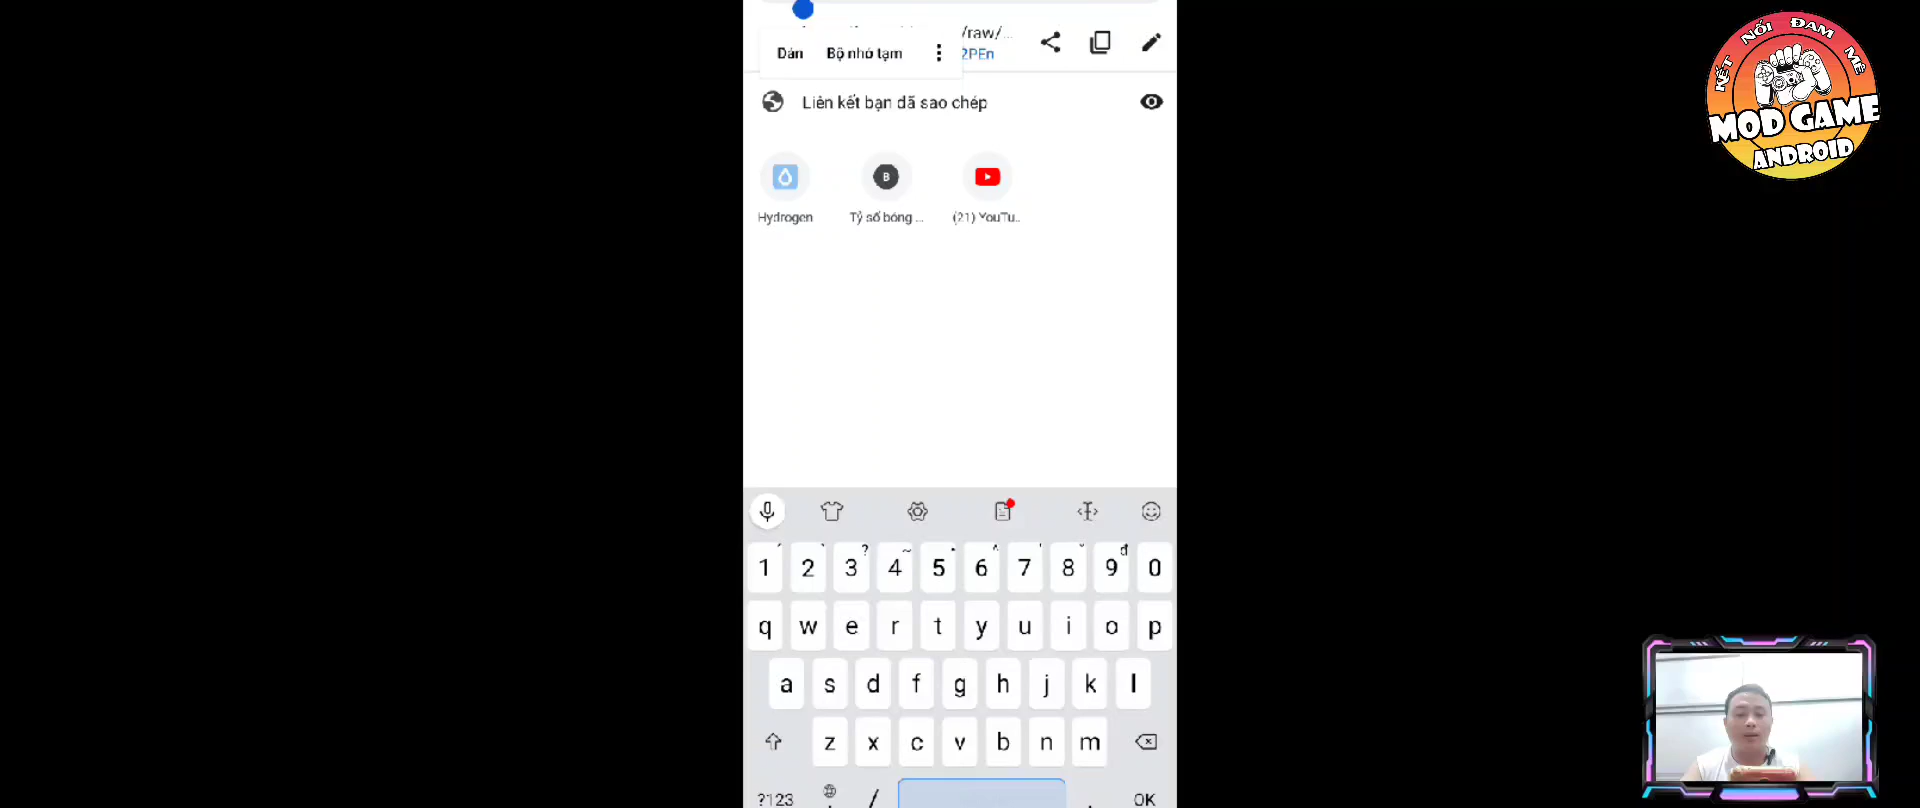 /raw/...
Dán Bộ nhớ tạm 2PEn
Liên kết bạn đã sao chép
Hydrogen Tỷ số bóng ... (21) YouTu..
B
1 2 3 4 5 6 7 8 9 0
q w e r t y u i o p
a s d f g h j k l
z x c v b n m
?123 / . OK
KẾT NỐI ĐAM MÊ
MOD GAME
ANDROID